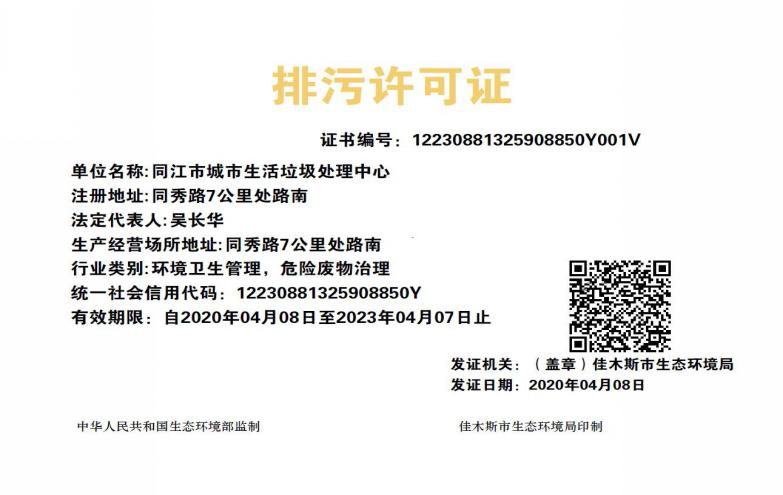 排污许可证
证书编号：12230881325908850Y001V
单位名称:同江市城市生活垃圾处理中心
注册地址:同秀路7公里处路南
法定代表人:吴长华
生产经营场所地址:同秀路7公里处路南
行业类别:环境卫生管理，危险废物治理
统一社会信用代码：12230881325908850Y
有效期限：自2020年04月08日至2023年04月07日止
发证机关：（盖章）佳木斯市生态环境局
发证日期：2020年04月08日
中华人民共和国生态环境部监制
佳木斯市生态环境局印制